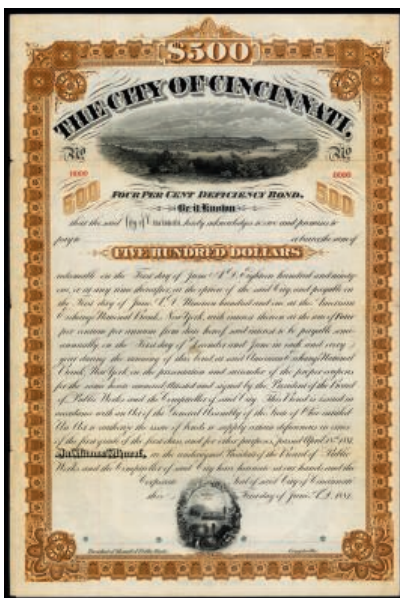 $500
THE CITY OF CINCINNATI,
No No
0000 0000
500 500
FOUR PER CENT DEFICIENCY BOND.
Be it Known
that the said City of Cincinnati hereby acknowledges to owe and promises to
pay to or bearer the sum of
FIVE HUNDRED DOLLARS
redeemable on the First day of June A.D. Eighteen hundred and ninety
one, or at any time thereafter, at the option of the said City, and payable on
the First day of June A.D. Nineteen hundred and one at the American
Exchange National Bank, New York, with interest thereon at the rate of Four
per centum per annum from date hereof said interest to be payable semi-
annually, on the First day of December and June in each and every
year during the running of this bond, at said American Exchange National
Bank, New York, on the presentation and surrender of the proper coupons
for the same hereto annexed Attested and signed by the President of the Board
of Public Works and the Comptroller of said City. This Bond is issued in
accordance with an Act of the General Assembly of the State of Ohio entitled
An Act to authorize the issue of bonds to supply certain deficiencies in cities
of the first grade of the first class, and for other purposes, passed April 18th 1881.
In Witness Whereof, we the undersigned President of the Board of Public
Works and the Comptroller of said City have hereunto set our hands and the
Corporate Seal of said City of Cincinnati
this First day of June A.D. 1881.
President of Board of Public Works. Comptroller.